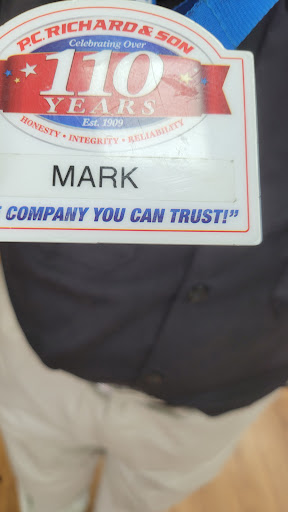 P.C. RICHARD & SON
Celebrating Over
110
YEARS
Est. 1909
HONESTY • INTEGRITY • RELIABILITY
MARK
COMPANY YOU CAN TRUST!”